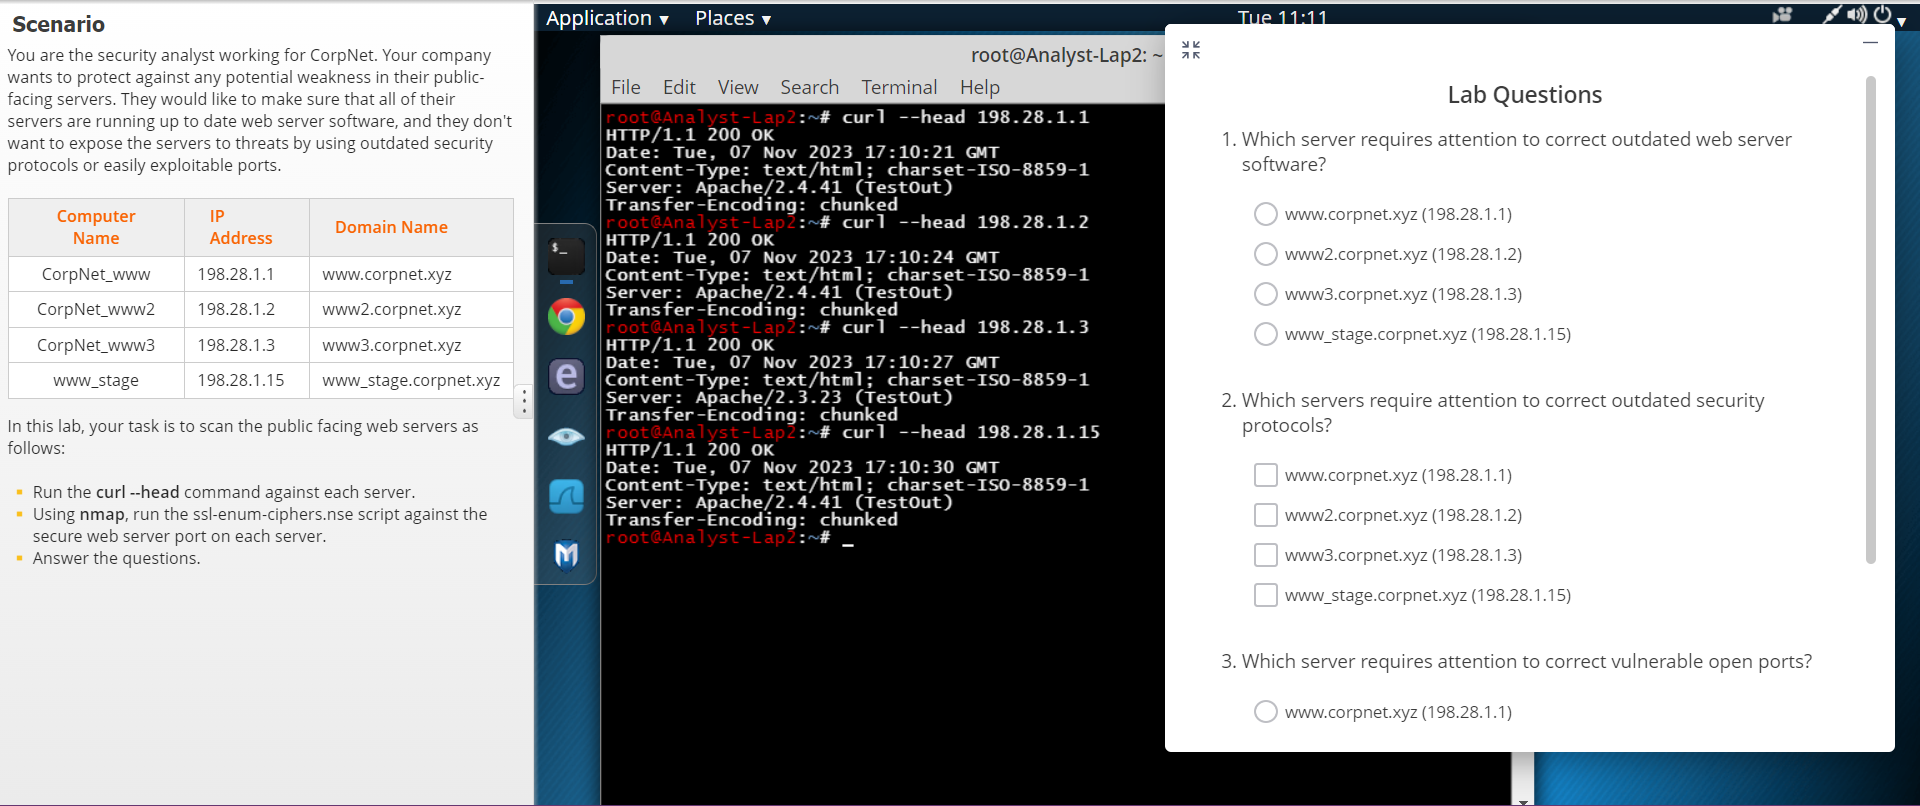 Scenario
You are the security analyst working for CorpNet. Your company
wants to protect against any potential weakness in their public-
facing servers. They would like to make sure that all of their
servers are running up to date web server software, and they don't
want to expose the servers to threats by using outdated security
protocols or easily exploitable ports.
Computer Name IP Address Domain Name
CorpNet_www 198.28.1.1 www.corpnet.xyz
CorpNet_www2 198.28.1.2 www2.corpnet.xyz
CorpNet_www3 198.28.1.3 www3.corpnet.xyz
www_stage 198.28.1.15 www_stage.corpnet.xyz
In this lab, your task is to scan the public facing web servers as
follows:
Run the curl --head command against each server.
Using nmap, run the ssl-enum-ciphers.nse script against the
secure web server port on each server.
Answer the questions.
Application ▾ Places ▾ Tue 11:11
root@Analyst-Lap2: ~
File Edit View Search Terminal Help
root@Analyst-Lap2:~# curl --head 198.28.1.1
HTTP/1.1 200 OK
Date: Tue, 07 Nov 2023 17:10:21 GMT
Content-Type: text/html; charset-ISO-8859-1
Server: Apache/2.4.41 (TestOut)
Transfer-Encoding: chunked
root@Analyst-Lap2:~# curl --head 198.28.1.2
HTTP/1.1 200 OK
Date: Tue, 07 Nov 2023 17:10:24 GMT
Content-Type: text/html; charset-ISO-8859-1
Server: Apache/2.4.41 (TestOut)
Transfer-Encoding: chunked
root@Analyst-Lap2:~# curl --head 198.28.1.3
HTTP/1.1 200 OK
Date: Tue, 07 Nov 2023 17:10:27 GMT
Content-Type: text/html; charset-ISO-8859-1
Server: Apache/2.3.23 (TestOut)
Transfer-Encoding: chunked
root@Analyst-Lap2:~# curl --head 198.28.1.15
HTTP/1.1 200 OK
Date: Tue, 07 Nov 2023 17:10:30 GMT
Content-Type: text/html; charset-ISO-8859-1
Server: Apache/2.4.41 (TestOut)
Transfer-Encoding: chunked
root@Analyst-Lap2:~# _
Lab Questions
1. Which server requires attention to correct outdated web server
software?
www.corpnet.xyz (198.28.1.1)
www2.corpnet.xyz (198.28.1.2)
www3.corpnet.xyz (198.28.1.3)
www_stage.corpnet.xyz (198.28.1.15)
2. Which servers require attention to correct outdated security
protocols?
www.corpnet.xyz (198.28.1.1)
www2.corpnet.xyz (198.28.1.2)
www3.corpnet.xyz (198.28.1.3)
www_stage.corpnet.xyz (198.28.1.15)
3. Which server requires attention to correct vulnerable open ports?
www.corpnet.xyz (198.28.1.1)